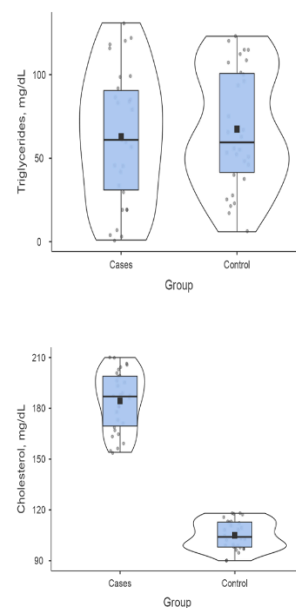 Triglycerides, mg/dL
100
50
0
Cases
Control
Group
Cholesterol, mg/dL
210
180
150
120
90
Cases
Control
Group